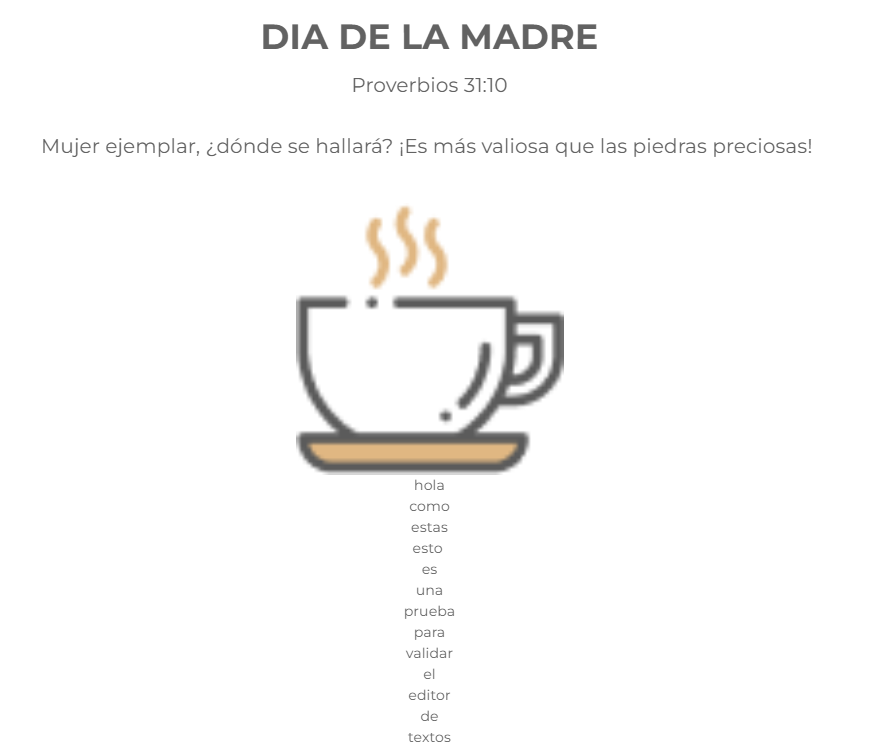 DIA DE LA MADRE
Proverbios 31:10
Mujer ejemplar, ¿dónde se hallará? ¡Es más valiosa que las piedras preciosas!
hola
como
estas
esto
es
una
prueba
para
validar
el
editor
de
textos